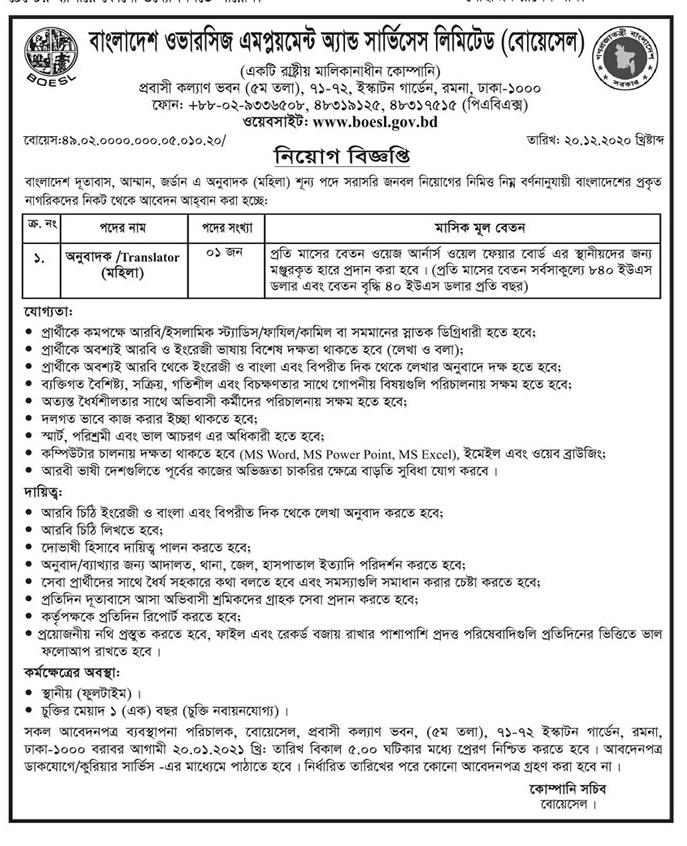 বাংলাদেশ ওভারসিজ এমপ্লয়মেন্ট অ্যান্ড সার্ভিসেস লিমিটেড (বোয়েসেল)
(একটি রাষ্ট্রীয় মালিকানাধীন কোম্পানি)
প্রবাসী কল্যাণ ভবন (৫ম তলা), ৭১-৭২, ইস্কাটন গার্ডেন, রমনা, ঢাকা-১০০০
ফোন: +৮৮-০২-৯৩৩৬৫০৮, ৪৮৩১৯১২৫, ৪৮৩১৭৫১৫ (পিএবিএক্স)
ওয়েবসাইট: www.boesl.gov.bd
BOESL
গণপ্রজাতন্ত্রী বাংলাদেশ
সরকার
বোয়েস:৪৯.০২.০০০০.০০০.০৫.০১০.২০/ তারিখ: ২০.১২.২০২০ খ্রিষ্টাব্দ
নিয়োগ বিজ্ঞপ্তি
বাংলাদেশ দূতাবাস, আম্মান, জর্ডান এ অনুবাদক (মহিলা) শূন্য পদে সরাসরি জনবল নিয়োগের নিমিত্ত নিম্ন বর্ণনানুযায়ী বাংলাদেশের প্রকৃত
নাগরিকদের নিকট থেকে আবেদন আহ্বান করা হচ্ছে:
ক্র. নং পদের নাম পদের সংখ্যা মাসিক মূল বেতন
১. অনুবাদক /Translator (মহিলা) ০১ জন প্রতি মাসের বেতন ওয়েজ আর্নার্স ওয়েল ফেয়ার বোর্ড এর স্থানীয়দের জন্য
মঞ্জুরকৃত হারে প্রদান করা হবে । (প্রতি মাসের বেতন সর্বসাকুল্যে ৮৪০ ইউএস
ডলার এবং বেতন বৃদ্ধি ৪০ ইউএস ডলার প্রতি বছর)
যোগ্যতা:
• প্রার্থীকে কমপক্ষে আরবি/ইসলামিক স্ট্যাডিস/ফাযিল/কামিল বা সমমানের স্নাতক ডিগ্রিধারী হতে হবে;
• প্রার্থীকে অবশ্যই আরবি ও ইংরেজী ভাষায় বিশেষ দক্ষতা থাকতে হবে (লেখা ও বলা);
• প্রার্থীকে অবশ্যই আরবি থেকে ইংরেজী ও বাংলা এবং বিপরীত দিক থেকে লেখার অনুবাদে দক্ষ হতে হবে;
• ব্যক্তিগত বৈশিষ্ট্য, সক্রিয়, গতিশীল এবং বিচক্ষণতার সাথে গোপনীয় বিষয়গুলি পরিচালনায় সক্ষম হতে হবে;
• অত্যন্ত ধৈর্যশীলতার সাথে অভিবাসী কর্মীদের পরিচালনায় সক্ষম হতে হবে;
• দলগত ভাবে কাজ করার ইচ্ছা থাকতে হবে;
• স্মার্ট, পরিশ্রমী এবং ভাল আচরণ এর অধিকারী হতে হবে;
• কম্পিউটার চালনায় দক্ষতা থাকতে হবে (MS Word, MS Power Point, MS Excel), ইমেইল এবং ওয়েব ব্রাউজিং;
• আরবী ভাষী দেশগুলিতে পূর্বের কাজের অভিজ্ঞতা চাকরির ক্ষেত্রে বাড়তি সুবিধা যোগ করবে ।
দায়িত্ব:
• আরবি চিঠি ইংরেজী ও বাংলা এবং বিপরীত দিক থেকে লেখা অনুবাদ করতে হবে;
• আরবি চিঠি লিখতে হবে;
• দোভাষী হিসাবে দায়িত্ব পালন করতে হবে;
• অনুবাদ/ব্যাখ্যার জন্য আদালত, থানা, জেল, হাসপাতাল ইত্যাদি পরিদর্শন করতে হবে;
• সেবা প্রার্থীদের সাথে ধৈর্য সহকারে কথা বলতে হবে এবং সমস্যাগুলি সমাধান করার চেষ্টা করতে হবে;
• প্রতিদিন দূতাবাসে আসা অভিবাসী শ্রমিকদের গ্রাহক সেবা প্রদান করতে হবে;
• কর্তৃপক্ষকে প্রতিদিন রিপোর্ট করতে হবে;
• প্রয়োজনীয় নথি প্রস্তুত করতে হবে, ফাইল এবং রেকর্ড বজায় রাখার পাশাপাশি প্রদত্ত পরিষেবাদিগুলি প্রতিদিনের ভিত্তিতে ভাল
ফলোআপ রাখতে হবে ।
কর্মক্ষেত্রের অবস্থা:
• স্থানীয় (ফুলটাইম) ।
• চুক্তির মেয়াদ ১ (এক) বছর (চুক্তি নবায়নযোগ্য) ।
সকল আবেদনপত্র ব্যবস্থাপনা পরিচালক, বোয়েসেল, প্রবাসী কল্যাণ ভবন, (৫ম তলা), ৭১-৭২ ইস্কাটন গার্ডেন, রমনা,
ঢাকা-১০০০ বরাবর আগামী ২০.০১.২০২১ খ্রি: তারিখ বিকাল ৫.০০ ঘটিকার মধ্যে প্রেরণ নিশ্চিত করতে হবে । আবদেনপত্র
ডাকযোগে/কুরিয়ার সার্ভিস -এর মাধ্যমে পাঠাতে হবে । নির্ধারিত তারিখের পরে কোনো আবেদনপত্র গ্রহণ করা হবে না ।
কোম্পানি সচিব
বোয়েসেল ।